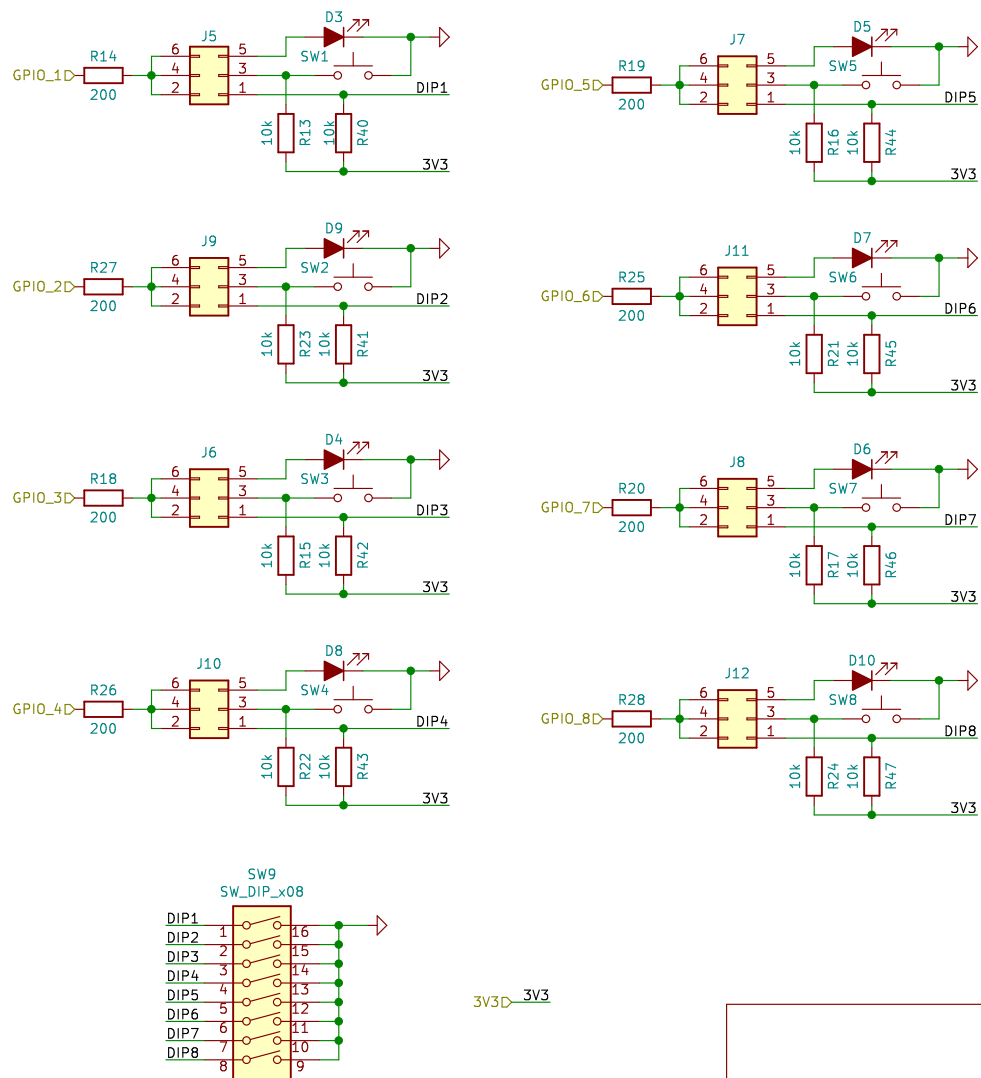 D3
J5
SW1
R14
GPIO_1
200
6
4
2
5
3
1
DIP1
10k
R13
10k
R40
3V3
D5
J7
SW5
R19
GPIO_5
200
6
4
2
5
3
1
DIP5
10k
R16
10k
R44
3V3
D9
J9
SW2
R27
GPIO_2
200
6
4
2
5
3
1
DIP2
10k
R23
10k
R41
3V3
D7
J11
SW6
R25
GPIO_6
200
6
4
2
5
3
1
DIP6
10k
R21
10k
R45
3V3
D4
J6
SW3
R18
GPIO_3
200
6
4
2
5
3
1
DIP3
10k
R15
10k
R42
3V3
D6
J8
SW7
R20
GPIO_7
200
6
4
2
5
3
1
DIP7
10k
R17
10k
R46
3V3
D8
J10
SW4
R26
GPIO_4
200
6
4
2
5
3
1
DIP4
10k
R22
10k
R43
3V3
D10
J12
SW8
R28
GPIO_8
200
6
4
2
5
3
1
DIP8
10k
R24
10k
R47
3V3
SW9
SW_DIP_x08
DIP1
1
16
DIP2
2
15
DIP3
3
14
DIP4
4
13
DIP5
5
12
DIP6
6
11
DIP7
7
10
DIP8
8
9
3V3
3V3